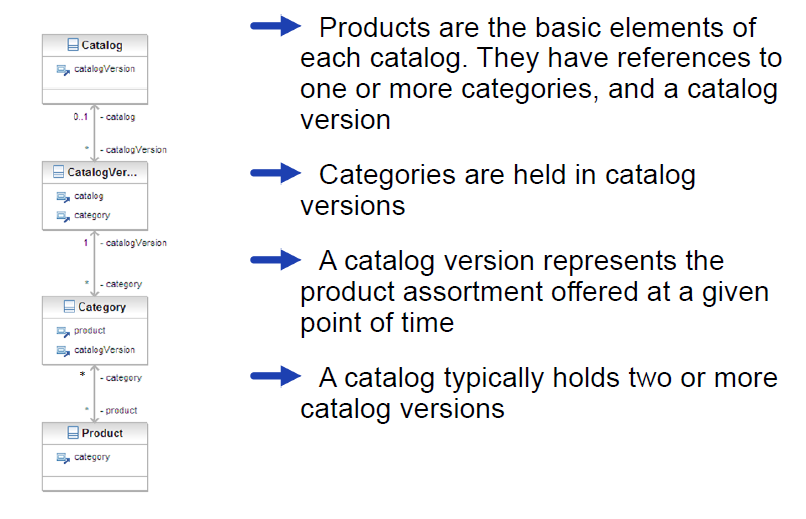 Catalog
catalogVersion
0..1 - catalog
* - catalogVersion
CatalogVer...
catalog
category
1 - catalogVersion
* - category
Category
product
catalogVersion
* - category
* - product
Product
category
Products are the basic elements of
each catalog. They have references to
one or more categories, and a catalog
version
Categories are held in catalog
versions
A catalog version represents the
product assortment offered at a given
point of time
A catalog typically holds two or more
catalog versions